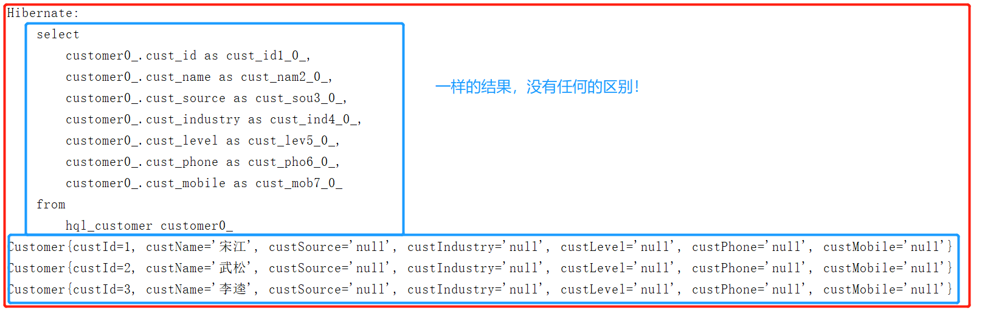 Hibernate:
select
customer0_.cust_id as cust_id1_0_,
customer0_.cust_name as cust_nam2_0_,
一样的结果，没有任何的区别！
customer0_.cust_source as cust_sou3_0_,
customer0_.cust_industry as cust_ind4_0_,
customer0_.cust_level as cust_lev5_0_,
customer0_.cust_phone as cust_pho6_0_,
customer0_.cust_mobile as cust_mob7_0_
from
hql_customer customer0_
Customer{custId=1, custName='宋江', custSource='null', custIndustry='null', custLevel='null', custPhone='null', custMobile='null'}
Customer{custId=2, custName='武松', custSource='null', custIndustry='null', custLevel='null', custPhone='null', custMobile='null'}
Customer{custId=3, custName='李逵', custSource='null', custIndustry='null', custLevel='null', custPhone='null', custMobile='null'}